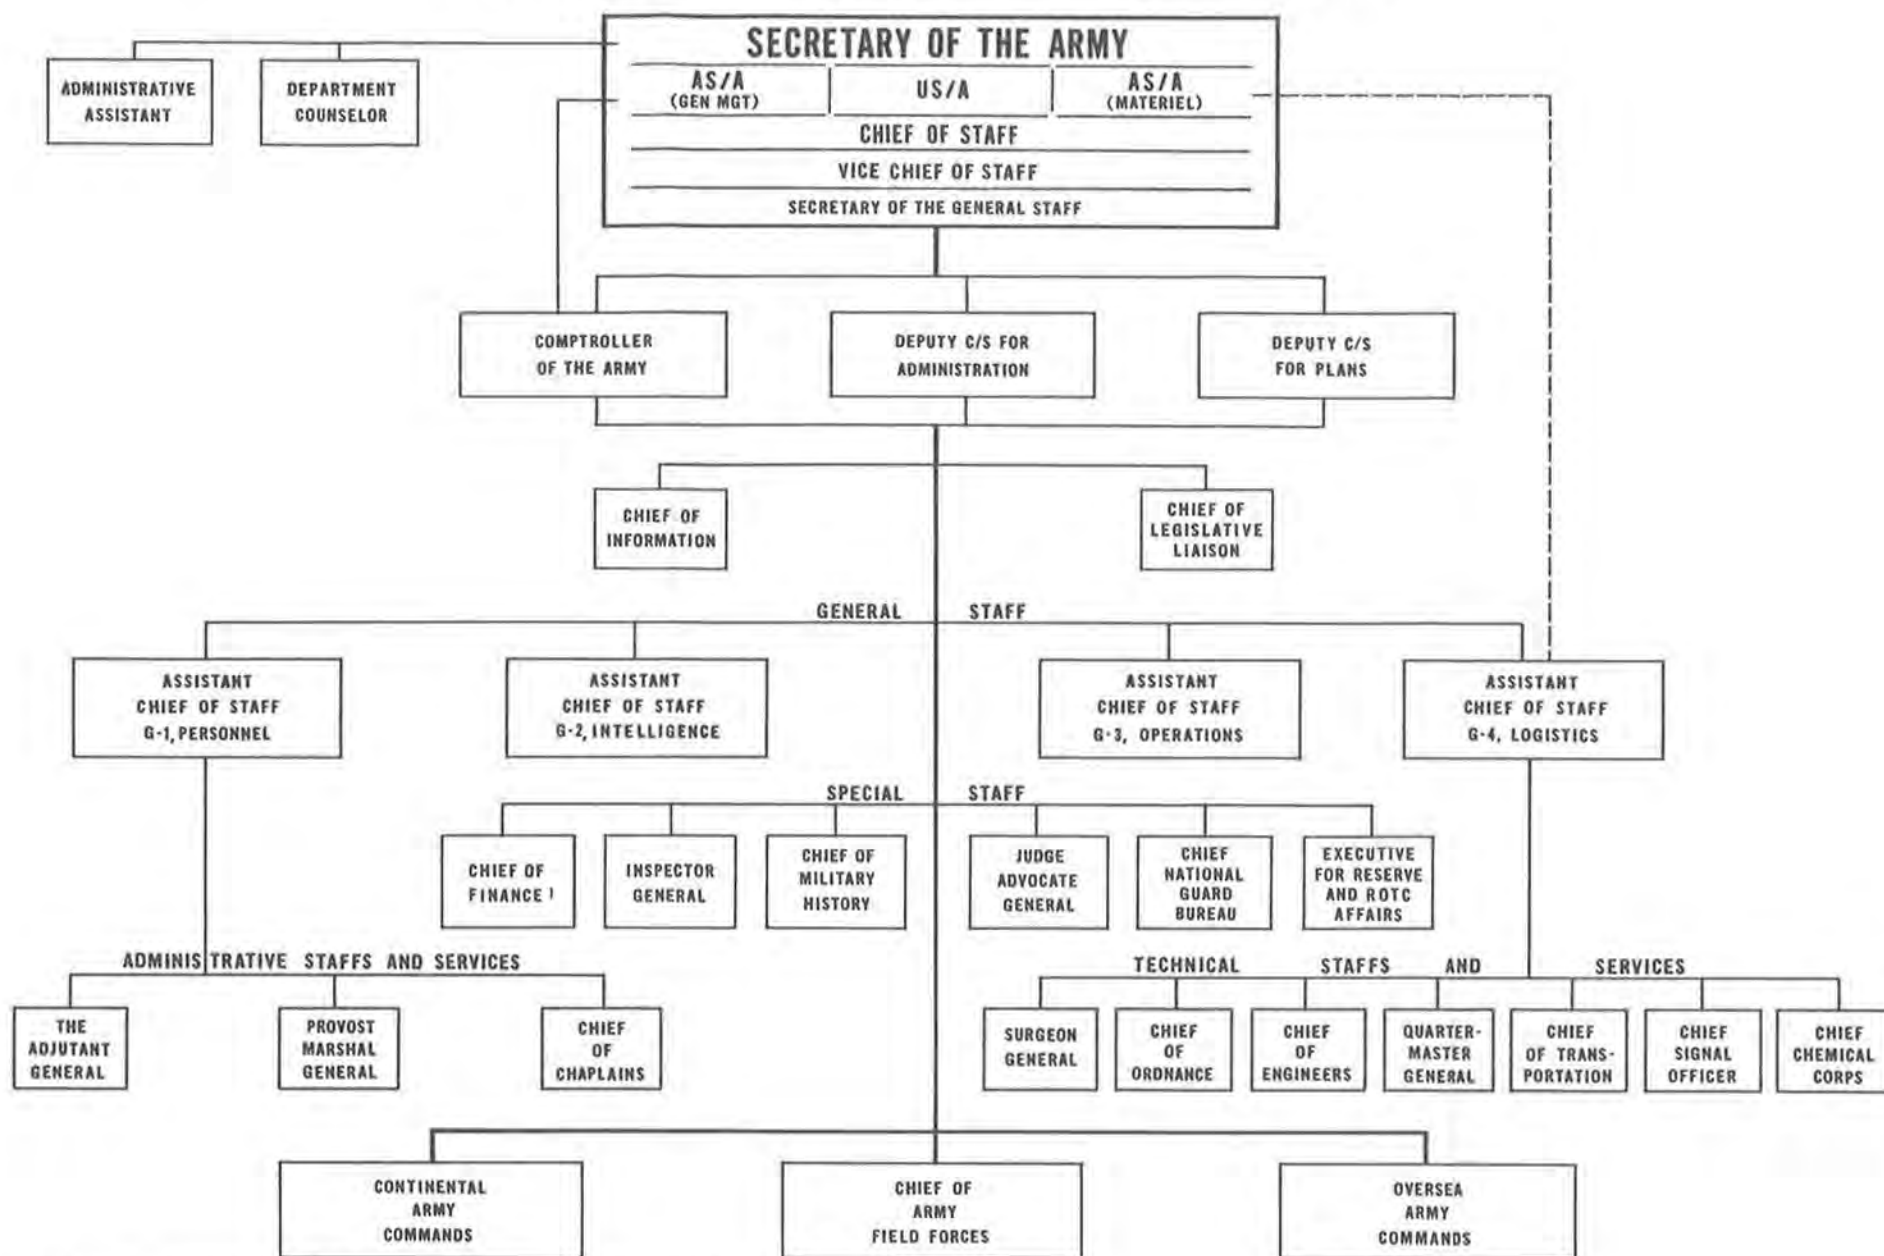 SECRETARY OF THE ARMY
ADMINISTRATIVE
ASSISTANT
DEPARTMENT
COUNSELOR
AS/A
(GEN MGT)
US/A
AS/A
(MATERIEL)
CHIEF OF STAFF
VICE CHIEF OF STAFF
SECRETARY OF THE GENERAL STAFF
COMPTROLLER
OF THE ARMY
DEPUTY C/S FOR
ADMINISTRATION
DEPUTY C/S
FOR PLANS
CHIEF OF
INFORMATION
CHIEF OF
LEGISLATIVE
LIAISON
GENERAL STAFF
ASSISTANT
CHIEF OF STAFF
G-1, PERSONNEL
ASSISTANT
CHIEF OF STAFF
G-2, INTELLIGENCE
ASSISTANT
CHIEF OF STAFF
G-3, OPERATIONS
ASSISTANT
CHIEF OF STAFF
G-4, LOGISTICS
SPECIAL STAFF
CHIEF OF
FINANCE 1
INSPECTOR
GENERAL
CHIEF OF
MILITARY
HISTORY
JUDGE
ADVOCATE
GENERAL
CHIEF
NATIONAL
GUARD
BUREAU
EXECUTIVE
FOR RESERVE
AND ROTC
AFFAIRS
ADMINISTRATIVE STAFFS AND SERVICES
THE
ADJUTANT
GENERAL
PROVOST
MARSHAL
GENERAL
CHIEF
OF
CHAPLAINS
TECHNICAL STAFFS AND SERVICES
SURGEON
GENERAL
CHIEF
OF
ORDNANCE
CHIEF
OF
ENGINEERS
QUARTER-
MASTER
GENERAL
CHIEF
OF TRANS-
PORTATION
CHIEF
SIGNAL
OFFICER
CHIEF
CHEMICAL
CORPS
CONTINENTAL
ARMY
COMMANDS
CHIEF OF
ARMY
FIELD FORCES
OVERSEA
ARMY
COMMANDS